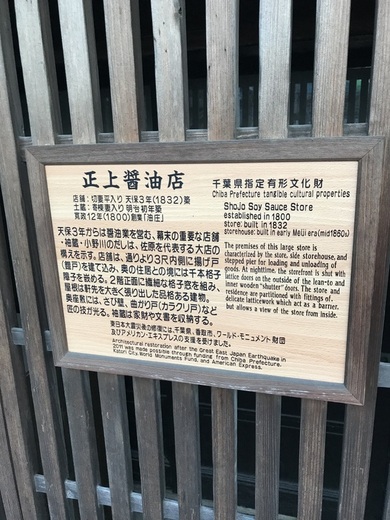 正上醤油店
店舗：切妻平入り 天保3年(1832)築
土蔵：寄棟妻入り 明治初年築
寛政12年(1800)創業「油庄」
千葉県指定有形文化財
Chiba Prefecture tangible cultural properties
ShoJo Soy Sauce Store
established in 1800
store: built in 1832
storehouse: built in early Meiji era(mid1860s)
天保3年からは醤油業を営む、幕末の重要な店舗
・袖蔵・小野川のだしは、佐原を代表する大店の
構えを示す。店舗は、通りより3尺内側に揚げ戸
(擔戸)を建て込み、奥の住居との境には千本格子
障子を嵌める。2階正面に繊細な格子窓を組み、
屋根は軒先を大きく張り出した品格ある建物。
奥座敷には、さび壁、曲がり戸(カラクリ戸)など
匠の技が光る。袖蔵は家財や文書を収納する。
The premises of this large store is
characterized by the store, side storehouse, and
stepped pier for loading and unloading of
goods. At nighttime, the storefront is shut with
lattice doors on the outside of the lean-to and
inner wooden "shutter" doors. The store and
residence are partitioned with fittings of
delicate latticework which act as a barrier,
but allows a view of the store from inside.
東日本大震災後の修復には、千葉県、香取市、ワールド・モニュメント財団
及びアメリカン・エキスプレスの支援を受けました。
Architectural restoration after the Great East Japan Earthquake in
2011 was made possible through funding from Chiba Prefecture,
Katori City, World Monuments Fund, and American Express.